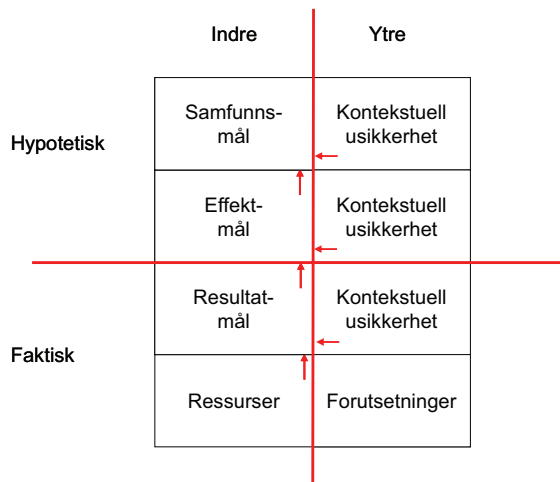 Indre
Ytre
Hypotetisk
Samfunns-
mål
Kontekstuell
usikkerhet
Effekt-
mål
Kontekstuell
usikkerhet
Faktisk
Resultat-
mål
Kontekstuell
usikkerhet
Ressurser
Forutsetninger